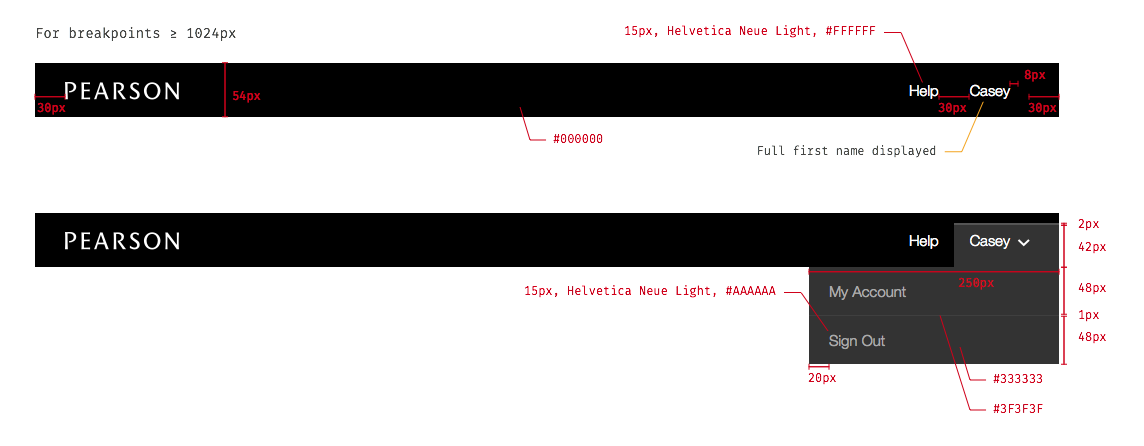 15px, Helvetica Neue Light, #FFFFFF
For breakpoints ≥ 1024px
8px
PEARSON
54px
Help
Casey
30px
30px
30px
#000000
Full first name displayed
2px
PEARSON
Help
Casey
42px
250px
15px, Helvetica Neue Light, #AAAAAA
My Account
48px
1px
Sign Out
48px
20px
#333333
#3F3F3F